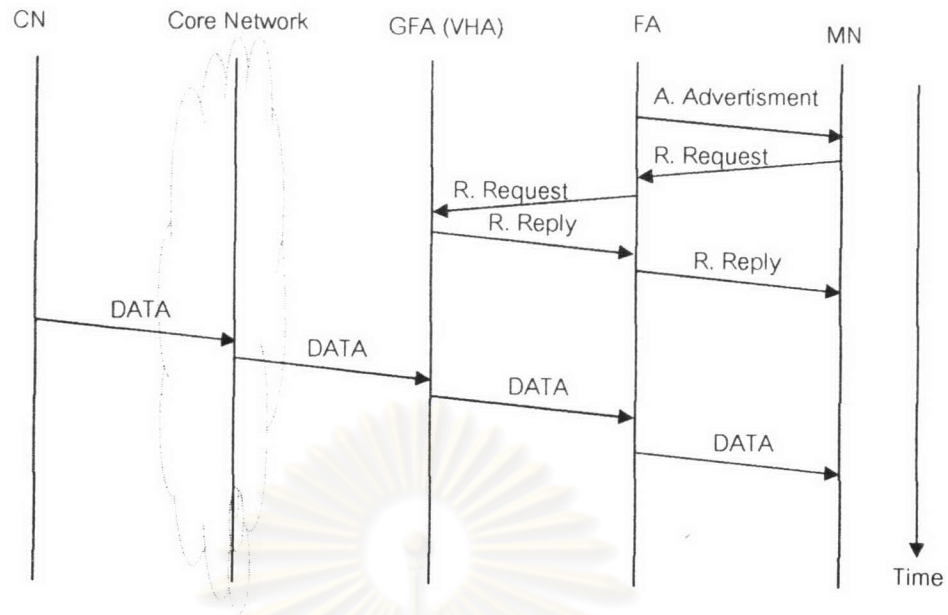 CN
Core Network
GFA (VHA)
FA
MN
A. Advertisment
R. Request
R. Request
R. Reply
R. Reply
DATA
DATA
DATA
DATA
Time